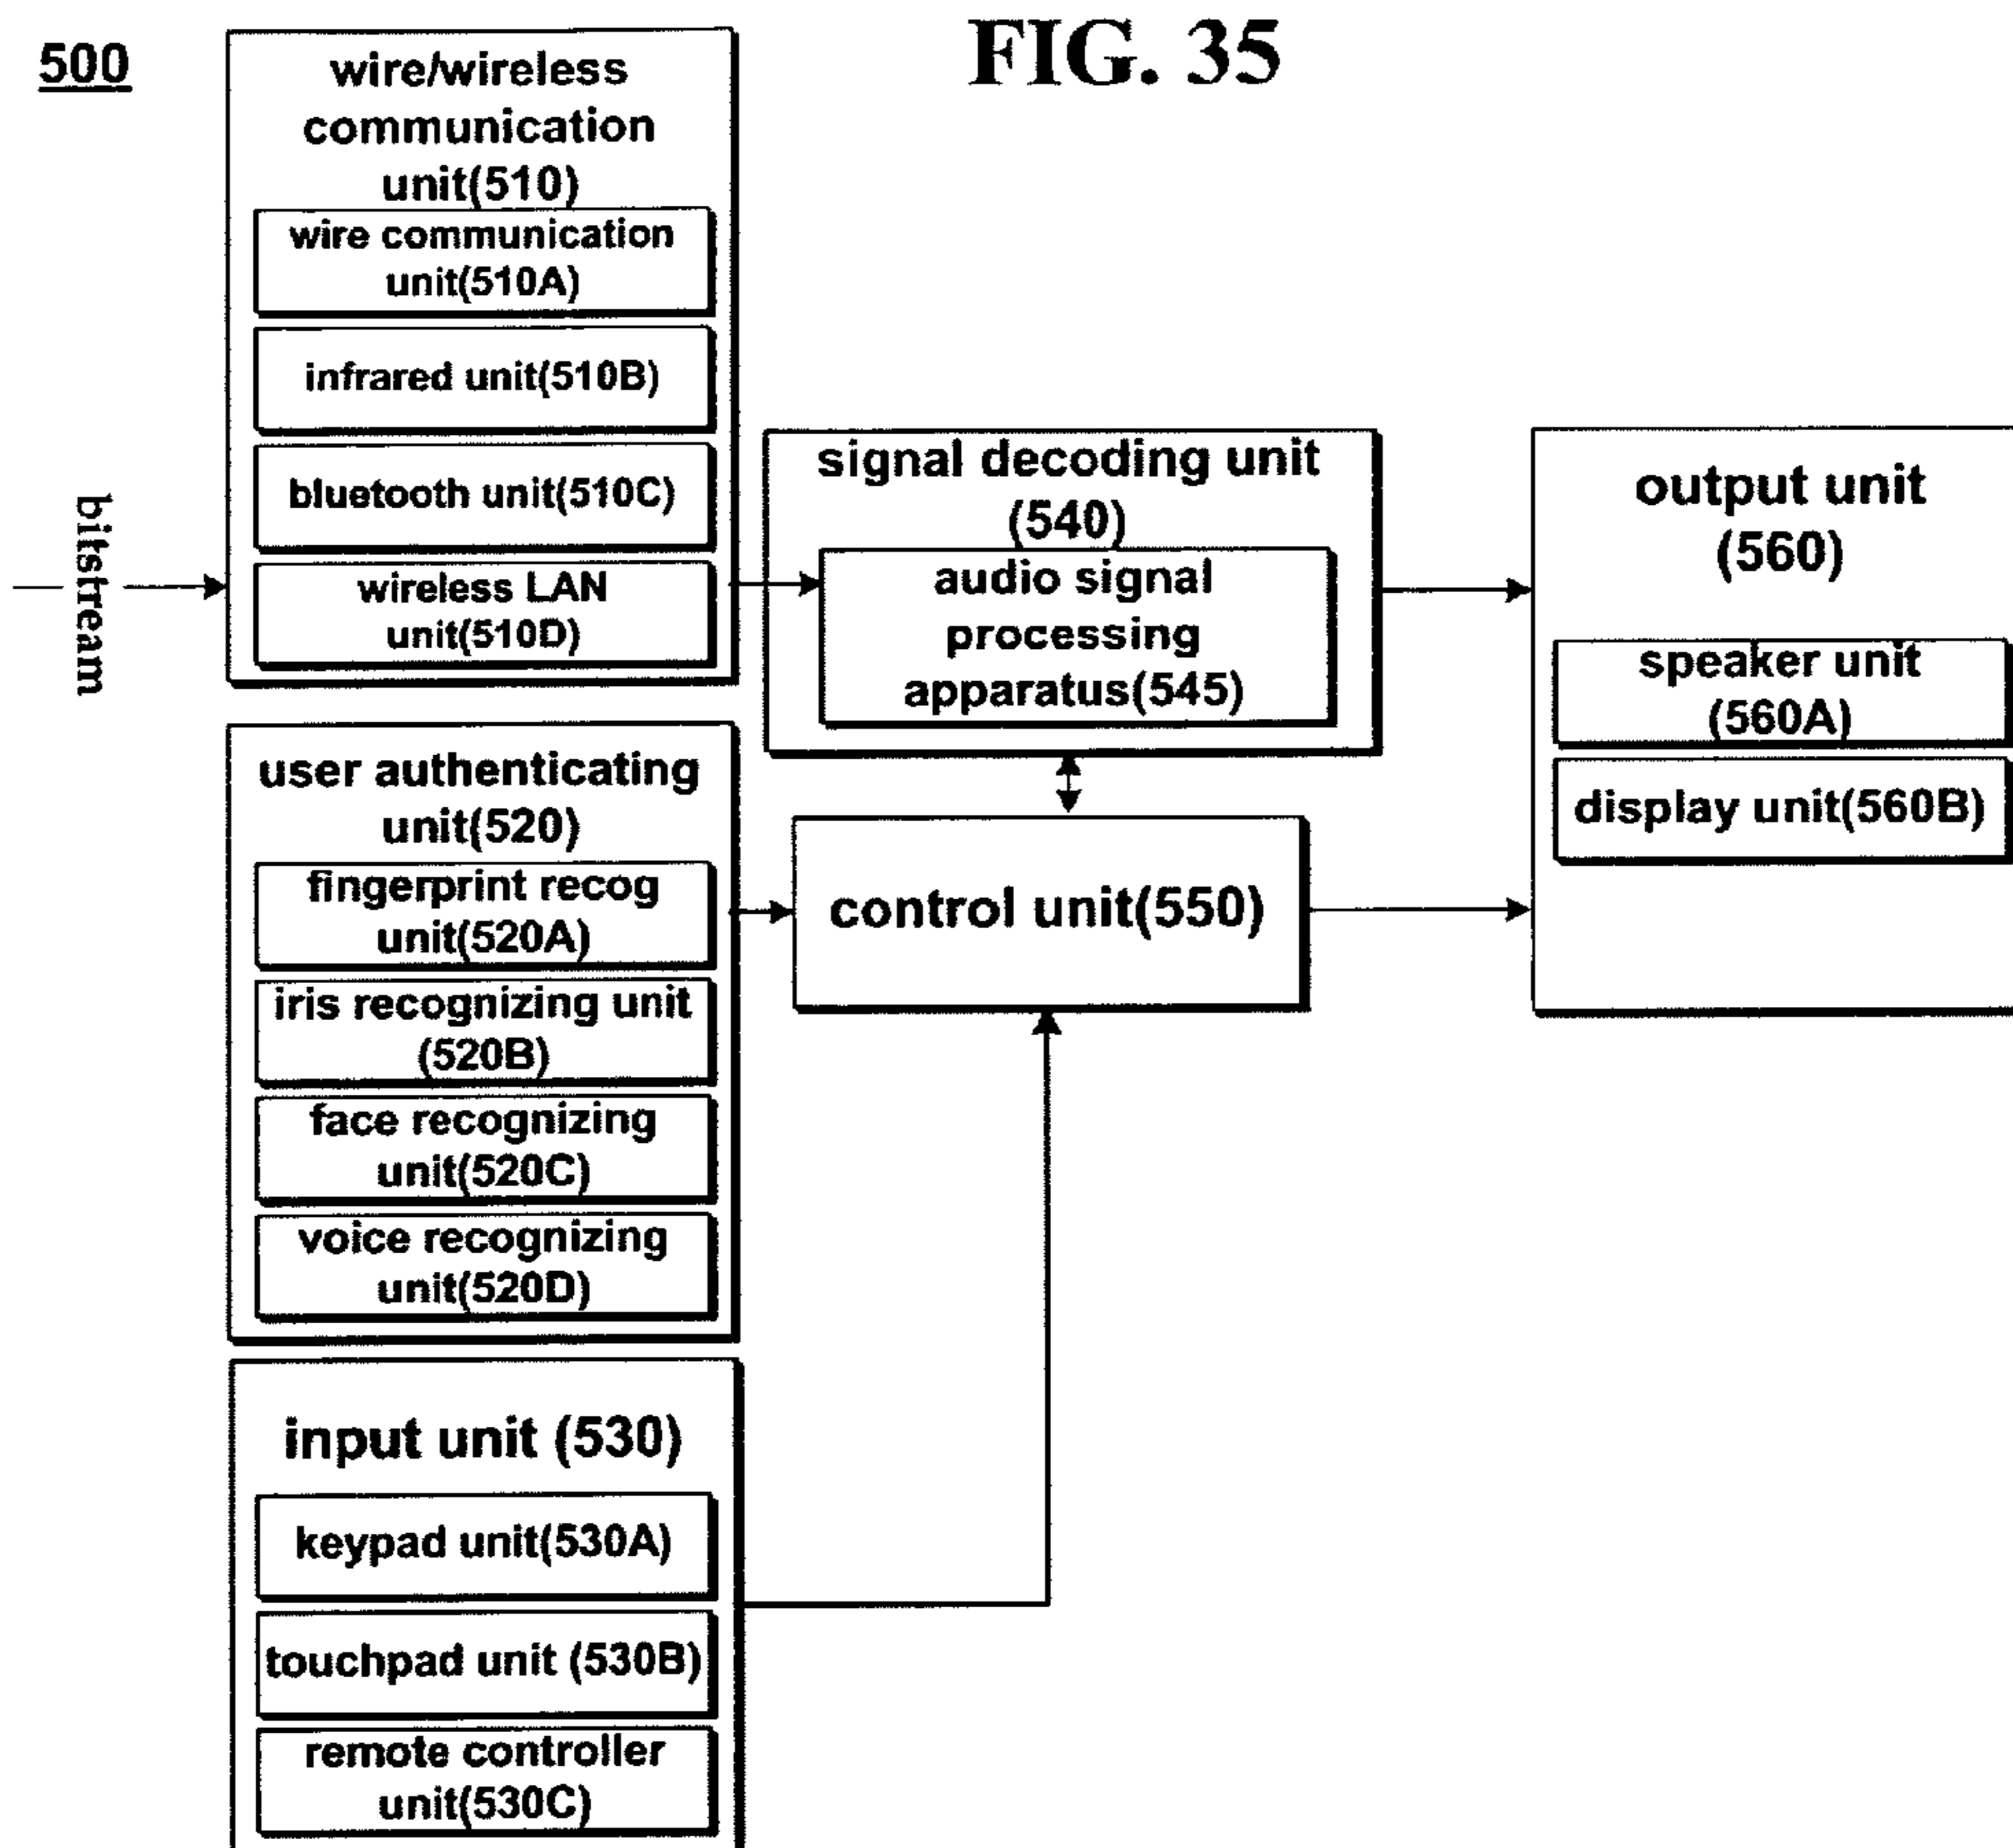 FIG. 35
500
wire/wireless
communication
unit(510)
wire communication
unit(510A)
infrared unit(510B)
bluetooth unit(510C)
wireless LAN
unit(510D)
bitstream
signal decoding unit
(540)
audio signal
processing
apparatus(545)
output unit
(560)
speaker unit
(560A)
display unit(560B)
user authenticating
unit(520)
fingerprint recog
unit(520A)
iris recognizing unit
(520B)
face recognizing
unit(520C)
voice recognizing
unit(520D)
control unit(550)
input unit (530)
keypad unit(530A)
touchpad unit (530B)
remote controller
unit(530C)